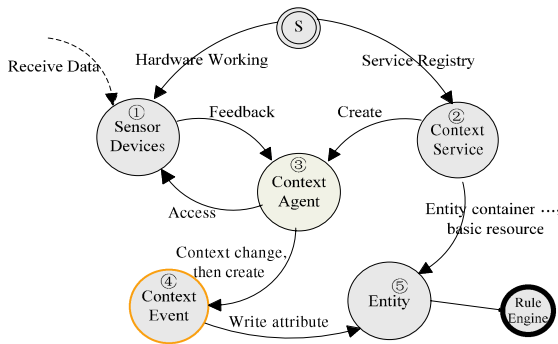 S
Hardware Working
Service Registry
Receive Data
①
Sensor
Devices
Feedback
Create
②
Context
Service
③
Context
Agent
Access
Entity container ···
basic resource
Context change,
then create
④
Context
Event
Write attribute
⑤
Entity
Rule
Engine